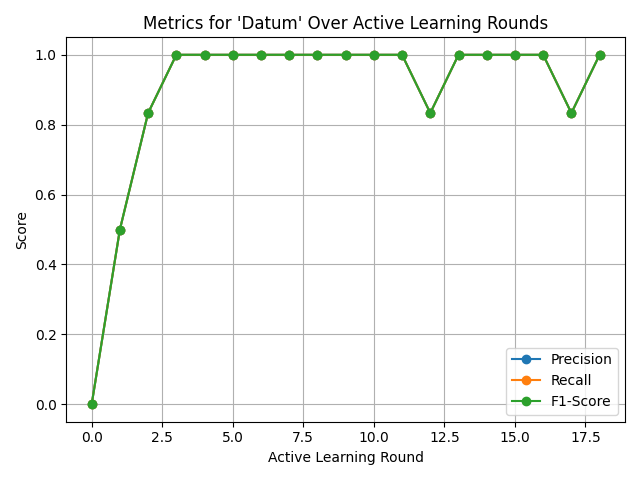 Metrics for 'Datum' Over Active Learning Rounds
1.0
0.8
0.6
0.4
0.2
0.0
Score
0.0 2.5 5.0 7.5 10.0 12.5 15.0 17.5
Active Learning Round
Precision
Recall
F1-Score